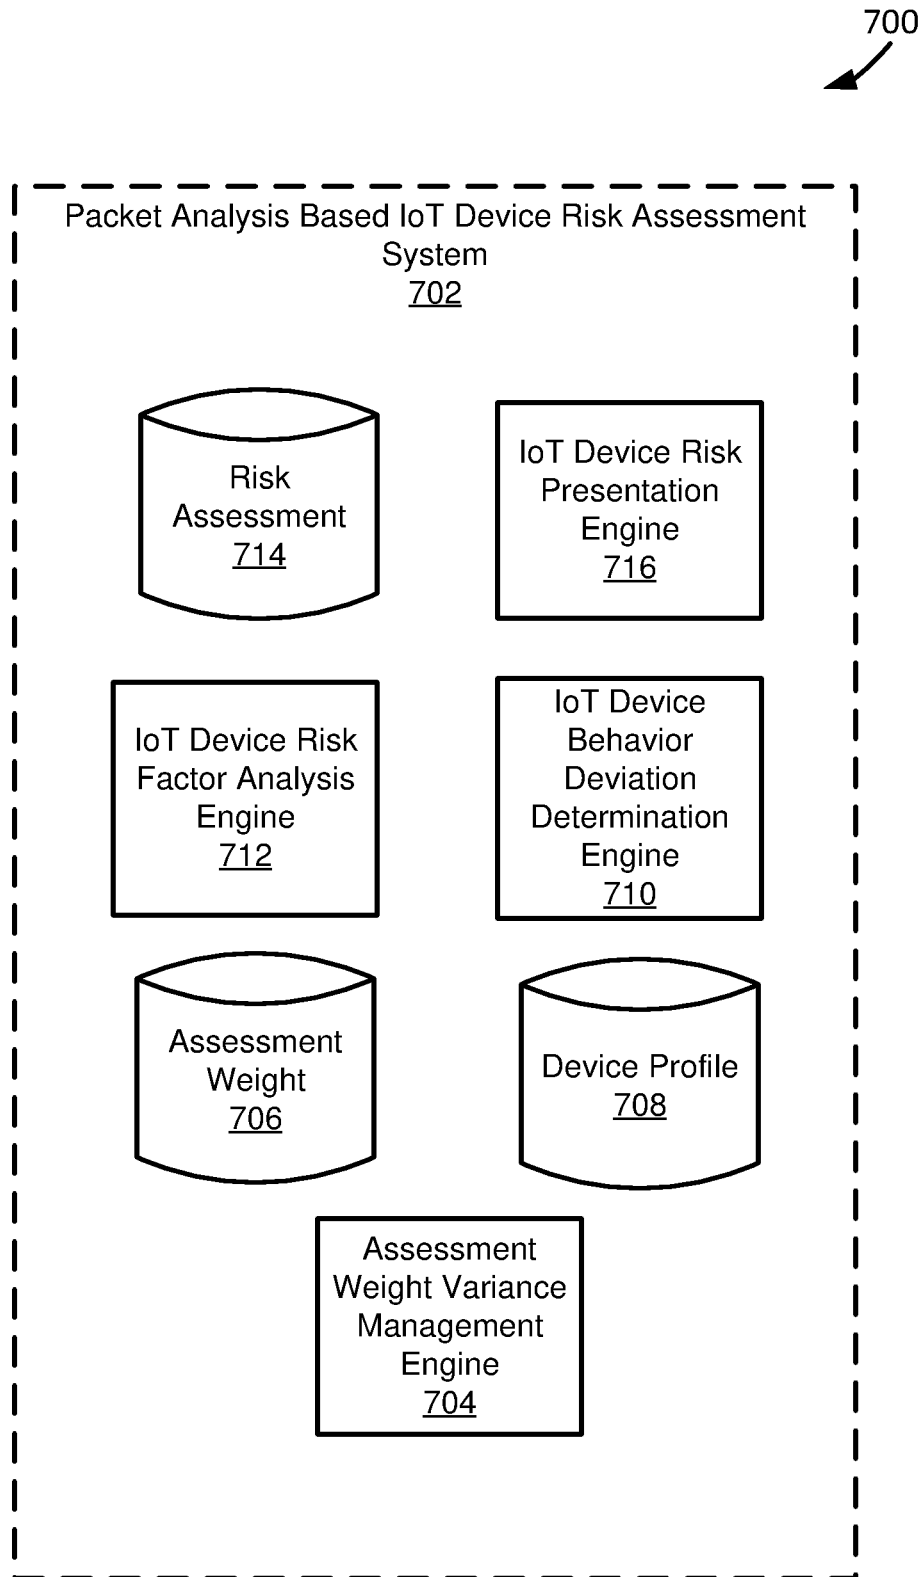 700
Packet Analysis Based IoT Device Risk Assessment
System
702
Risk
Assessment
714
IoT Device Risk
Presentation
Engine
716
IoT Device Risk
Factor Analysis
Engine
712
IoT Device
Behavior
Deviation
Determination
Engine
710
Assessment
Weight
706
Device Profile
708
Assessment
Weight Variance
Management
Engine
704